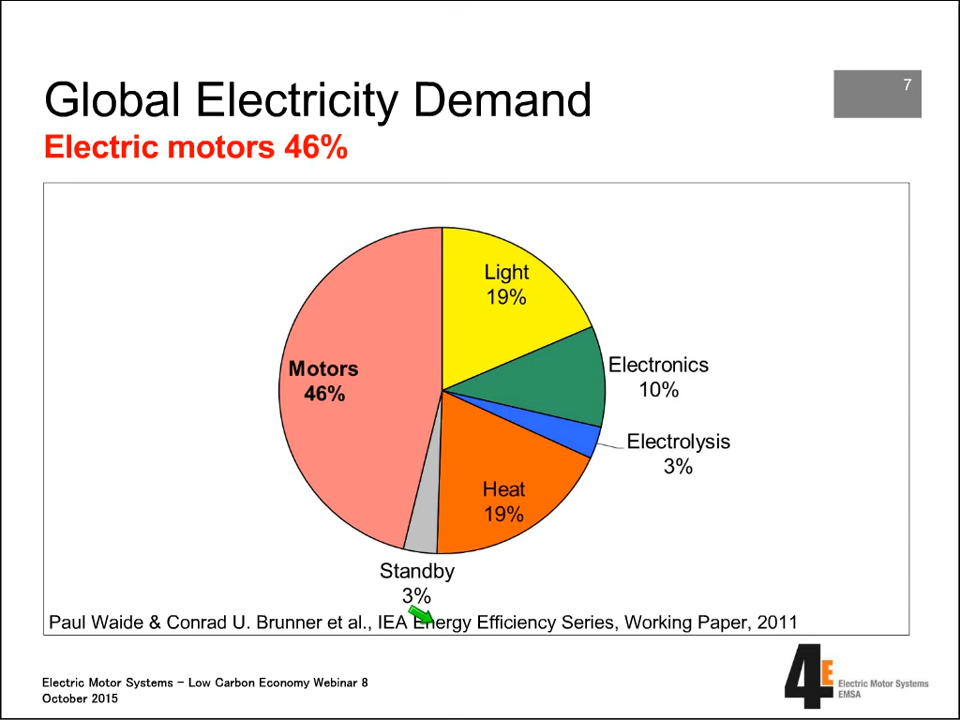 7
Global Electricity Demand
Electric motors 46%
Light
19%
Electronics
10%
Motors
46%
Electrolysis
3%
Heat
19%
Standby
3%
Paul Waide & Conrad U. Brunner et al., IEA Energy Efficiency Series, Working Paper, 2011
Electric Motor Systems – Low Carbon Economy Webinar 8
October 2015
4E
Electric Motor Systems
EMSA